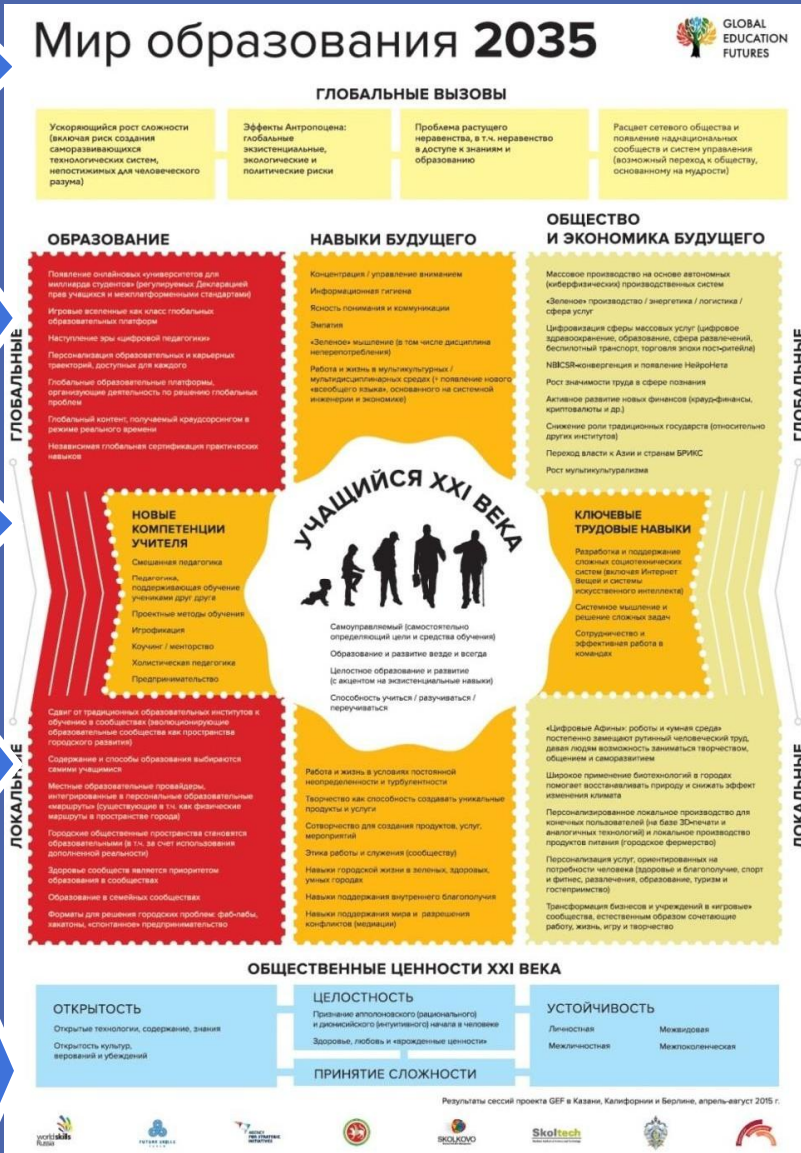 Мир образования 2035
GLOBAL
EDUCATION
FUTURES
ГЛОБАЛЬНЫЕ ВЫЗОВЫ
Ускоряющийся рост сложности
(включая риск создания
саморазвивающихся
технологических систем,
непостижимых для человеческого
разума)
Эффекты Антропоцена:
глобальные
экзистенциальные,
экологические и
политические риски
Проблема растущего
неравенства, в т.ч. неравенство
в доступе к знаниям и
образованию
Расцвет сетевого общества и
появление наднациональных
сообществ и систем управления
(возможный переход к обществу,
основанному на мудрости)
ГЛОБАЛЬНЫЕ
ОБРАЗОВАНИЕ
Появление онлайновых «университетов для
миллиарда студентов» (регулируемых Декларацией
прав учащихся и межплатформенными стандартами)
Игровые вселенные как класс глобальных
образовательных платформ
Наступление эры «цифровой педагогики»
Персонализация образовательных и карьерных
траекторий, доступных для каждого
Глобальные образовательные платформы,
организующие деятельность по решению глобальных
проблем
Глобальный контент, получаемый краудсорсингом в
режиме реального времени
Независимая глобальная сертификация практических
навыков
НАВЫКИ БУДУЩЕГО
Концентрация / управление вниманием
Информационная гигиена
Ясность понимания и коммуникации
Эмпатия
«Зеленое» мышление (в том числе дисциплина
неперепотребления)
Работа и жизнь в мультикультурных /
мультидисциплинарных средах (+ появление нового
«всеобщего языка», основанного на системной
инженерии и экономике)
ОБЩЕСТВО
И ЭКОНОМИКА БУДУЩЕГО
Массовое производство на основе автономных
(киберфизических) производственных систем
«Зеленое» производство / энергетика / логистика /
сфера услуг
Цифровизация сферы массовых услуг (цифровое
здравоохранение, образование, сфера развлечений,
беспилотный транспорт, торговля эпохи пост-ритейла)
NBICSR-конвергенция и появление НейроНета
Рост значимости труда в сфере познания
Активное развитие новых финансов (крауд-финансы,
криптовалюты и др.)
Снижение роли традиционных государств (относительно
других институтов)
Переход власти к Азии и странам БРИКС
Рост мультикультурализма
ГЛОБАЛЬНЫЕ
НОВЫЕ
КОМПЕТЕНЦИИ
УЧИТЕЛЯ
Смешанная педагогика
Педагогика,
поддерживающая обучение
учениками друг друга
Проектные методы обучения
Игрофикация
Коучинг / менторство
Холистическая педагогика
Предпринимательство
УЧАЩИЙСЯ XXI ВЕКА
Самоуправляемый (самостоятельно
определяющий цели и средства обучения)
Образование и развитие везде и всегда
Целостное образование и развитие
(с акцентом на экзистенциальные навыки)
Способность учиться / разучиваться /
переучиваться
КЛЮЧЕВЫЕ
ТРУДОВЫЕ НАВЫКИ
Разработка и поддержание
сложных социотехнических
систем (включая Интернет
Вещей и системы
искусственного интеллекта)
Системное мышление и
решение сложных задач
Сотрудничество и
эффективная работа в
командах
ЛОКАЛЬНЫЕ
Сдвиг от традиционных образовательных институтов к
обучению в сообществах (эволюционирующие
образовательные сообщества как пространства
городского развития)
Содержание и способы образования выбираются
самими учащимися
Местные образовательные провайдеры,
интегрированные в персональные образовательные
«маршруты» (существующие в т.ч. как физические
маршруты в пространстве города)
Городские общественные пространства становятся
образовательными (в т.ч. за счет использования
дополненной реальности)
Здоровье сообществ является приоритетом
образования в сообществах
Образование в семейных сообществах
Форматы для решения городских проблем: фаб-лабы,
хакатоны, «спонтанное» предпринимательство
Работа и жизнь в условиях постоянной
неопределенности и турбулентности
Творчество как способность создавать уникальные
продукты и услуги
Сотворчество для создания продуктов, услуг,
мероприятий
Этика работы и служения (сообществу)
Навыки городской жизни в зеленых, здоровых,
умных городах
Навыки поддержания внутреннего благополучия
Навыки поддержания мира и разрешения
конфликтов (медиации)
«Цифровые Афины»: роботы и «умная среда»
постепенно замещают рутинный человеческий труд,
давая людям возможность заниматься творчеством,
общением и саморазвитием
Широкое применение биотехнологий в городах
помогает восстанавливать природу и снижать эффект
изменения климата
Персонализированное локальное производство для
конечных пользователей (на базе 3D-печати и
аналогичных технологий) и локальное производство
продуктов питания (городское фермерство)
Персонализация услуг, ориентированных на
потребности человека (здоровье и благополучие, спорт
и фитнес, развлечения, образование, туризм и
гостеприимство)
Трансформация бизнесов и учреждений в «игровые»
сообщества, естественным образом сочетающие
работу, жизнь, игру и творчество
ЛОКАЛЬНЫЕ
ОБЩЕСТВЕННЫЕ ЦЕННОСТИ XXI ВЕКА
ОТКРЫТОСТЬ
Открытые технологии, содержание, знания
Открытость культур,
верований и убеждений
ЦЕЛОСТНОСТЬ
Признание апполоновского (рационального)
и дионисийского (интуитивного) начала в человеке
Здоровье, любовь и «врожденные ценности»
ПРИНЯТИЕ СЛОЖНОСТИ
УСТОЙЧИВОСТЬ
Личностная
Межвидовая
Межличностная
Межпоколенческая
Результаты сессий проекта GEF в Казани, Калифорнии и Берлине, апрель-август 2015 г.
worldskills
Russia
FUTURE SKILLS
AGENCY
FOR STRATEGIC
INITIATIVES
SKOLKOVO
Skoltech